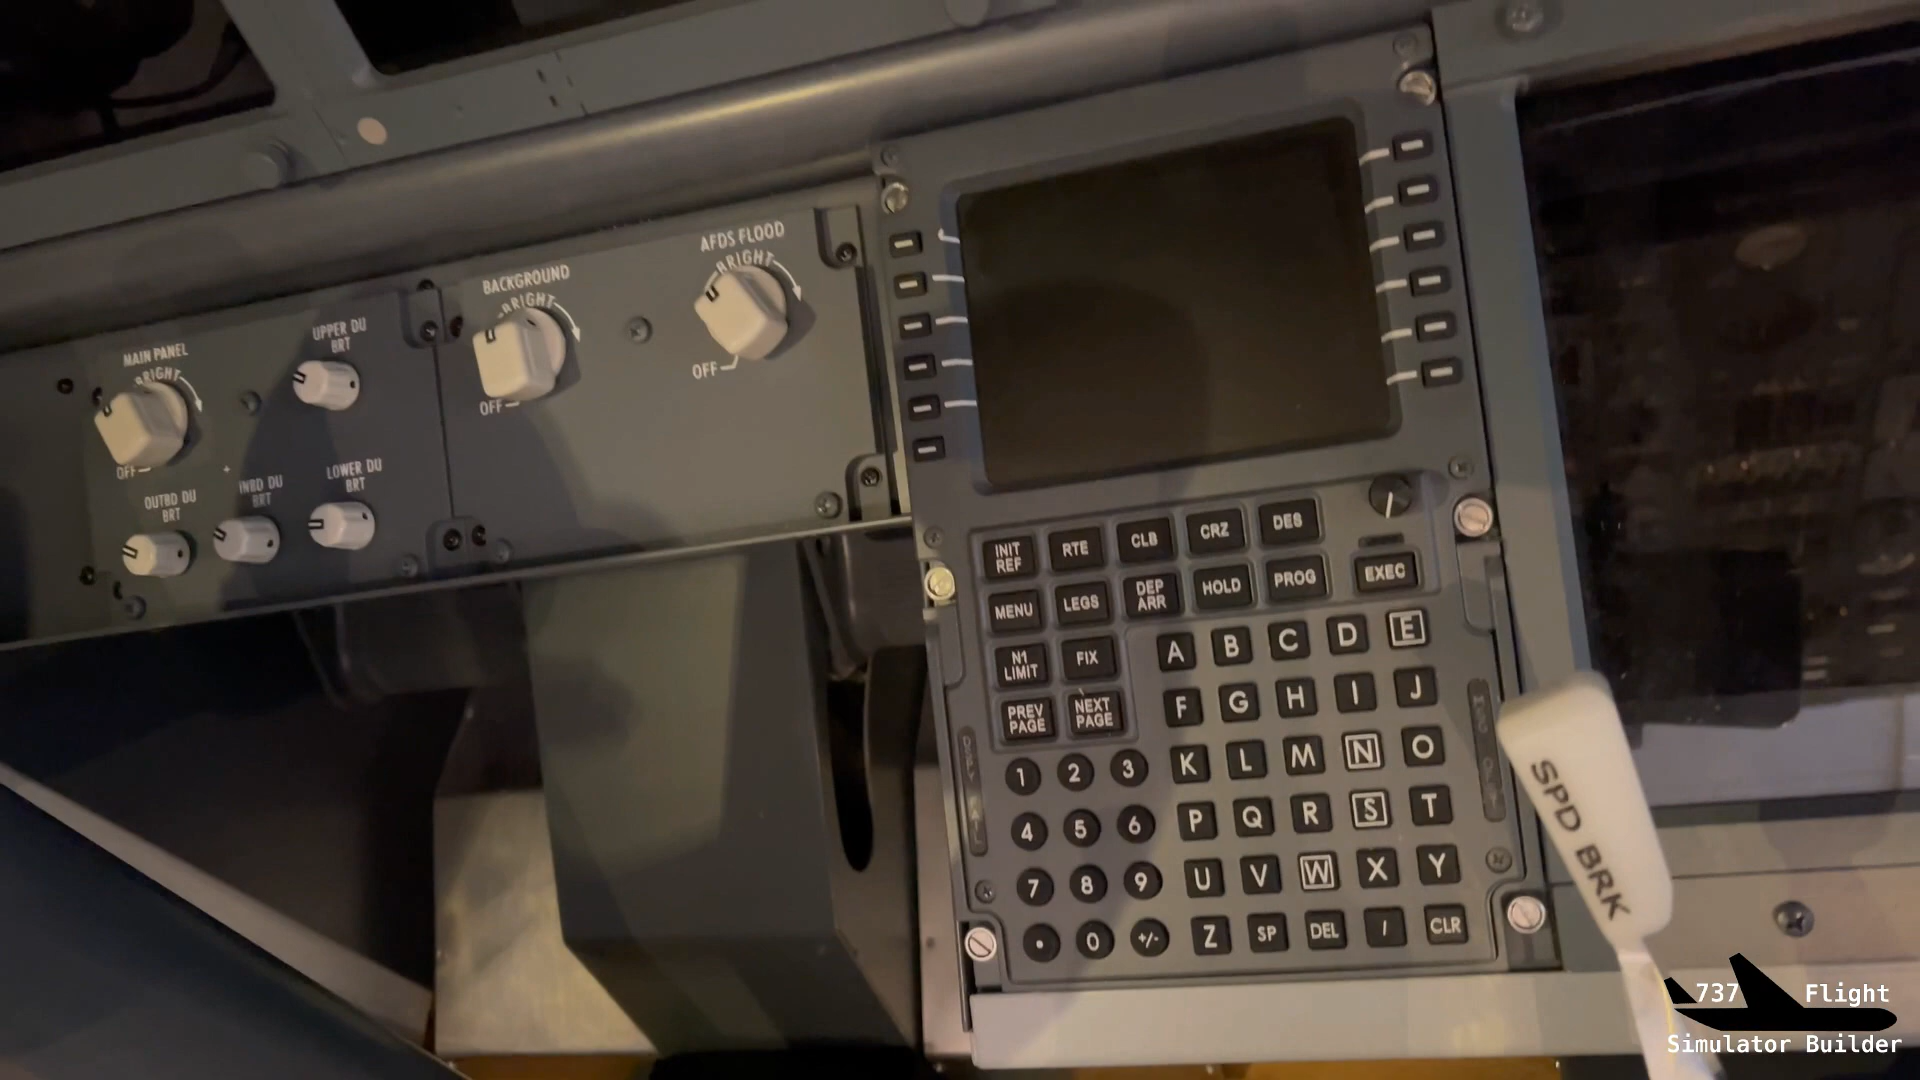 MAIN PANEL
BRIGHT
OFF
UPPER DU
BRT
OUTBD DU
BRT
INBD DU
BRT
LOWER DU
BRT
BACKGROUND
BRIGHT
OFF
AFDS FLOOD
BRIGHT
OFF
INIT
REF
RTE
CLB
CRZ
DES
MENU
LEGS
DEP
ARR
HOLD
PROG
EXEC
N1
LIMIT
FIX
PREV
PAGE
NEXT
PAGE
A B C D E
F G H I J
K L M N O
P Q R S T
U V W X Y
Z SP DEL / CLR
1 2 3
4 5 6
7 8 9
• 0 +/-
SPD BRK
737 Flight
Simulator Builder